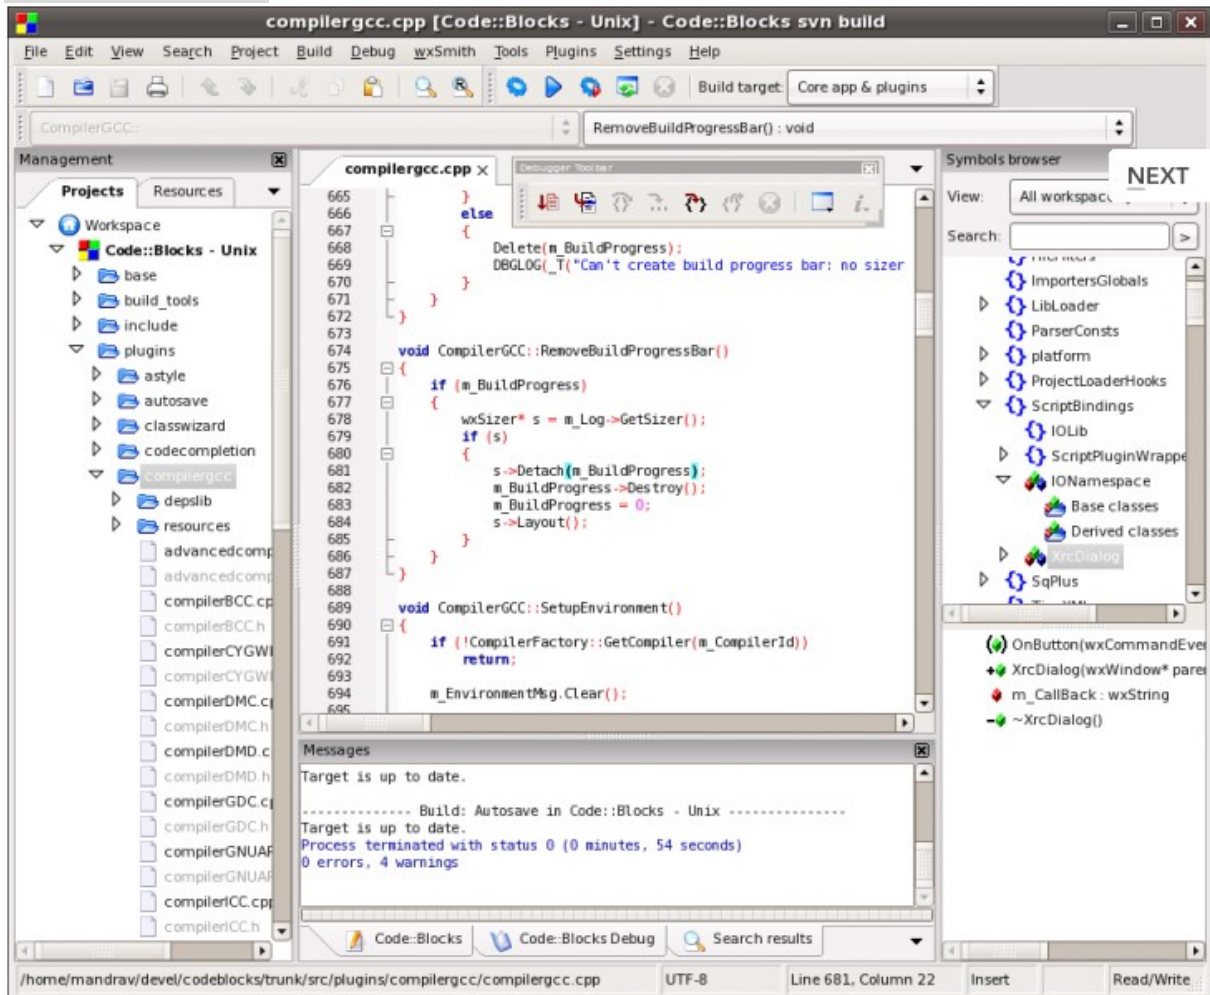 compilergcc.cpp [Code::Blocks - Unix] - Code::Blocks svn build
File Edit View Search Project Build Debug wxSmith Tools Plugins Settings Help
Build target: Core app & plugins
CompilerGCC::
RemoveBuildProgressBar() : void
Management
Projects Resources
Workspace
Code::Blocks - Unix
base
build_tools
include
plugins
astyle
autosave
classwizard
codecompletion
compilergcc
depslib
resources
advancedcomp
advancedcomp
compilerBCC.cp
compilerBCC.h
compilerCYGWI
compilerCYGWI
compilerDMC.cp
compilerDMC.h
compilerDMD.c
compilerDMD.h
compilerGDC.cp
compilerGDC.h
compilerGNUAR
compilerGNUAR
compilerICC.cpp
compilerICC.h
compilergcc.cpp
Debugger Toolbar
665 }
666 else
667 {
668 Delete(m_BuildProgress);
669 DBGLOG(_T("Can't create build progress bar: no sizer
670 }
671 }
672 }
673
674 void CompilerGCC::RemoveBuildProgressBar()
675 {
676 if (m_BuildProgress)
677 {
678 wxSizer* s = m_Log->GetSizer();
679 if (s)
680 {
681 s->Detach(m_BuildProgress);
682 m_BuildProgress->Destroy();
683 m_BuildProgress = 0;
684 s->Layout();
685 }
686 }
687 }
688
689 void CompilerGCC::SetupEnvironment()
690 {
691 if (!CompilerFactory::GetCompiler(m_CompilerId))
692 return;
693
694 m_EnvironmentMsg.Clear();
695
Messages
Target is up to date.
-------------- Build: Autosave in Code::Blocks - Unix ---------------
Target is up to date.
Process terminated with status 0 (0 minutes, 54 seconds)
0 errors, 4 warnings
Code::Blocks Code::Blocks Debug Search results
Symbols browser
NEXT
View: All workspac
Search: >
ImportersGlobals
LibLoader
ParserConsts
platform
ProjectLoaderHooks
ScriptBindings
IOLib
ScriptPluginWrappe
IONamespace
Base classes
Derived classes
XrcDialog
SqPlus
OnButton(wxCommandEve
XrcDialog(wxWindow* pare
m_CallBack : wxString
~XrcDialog()
/home/mandrav/devel/codeblocks/trunk/src/plugins/compilergcc/compilergcc.cpp UTF-8 Line 681, Column 22 Insert Read/Write